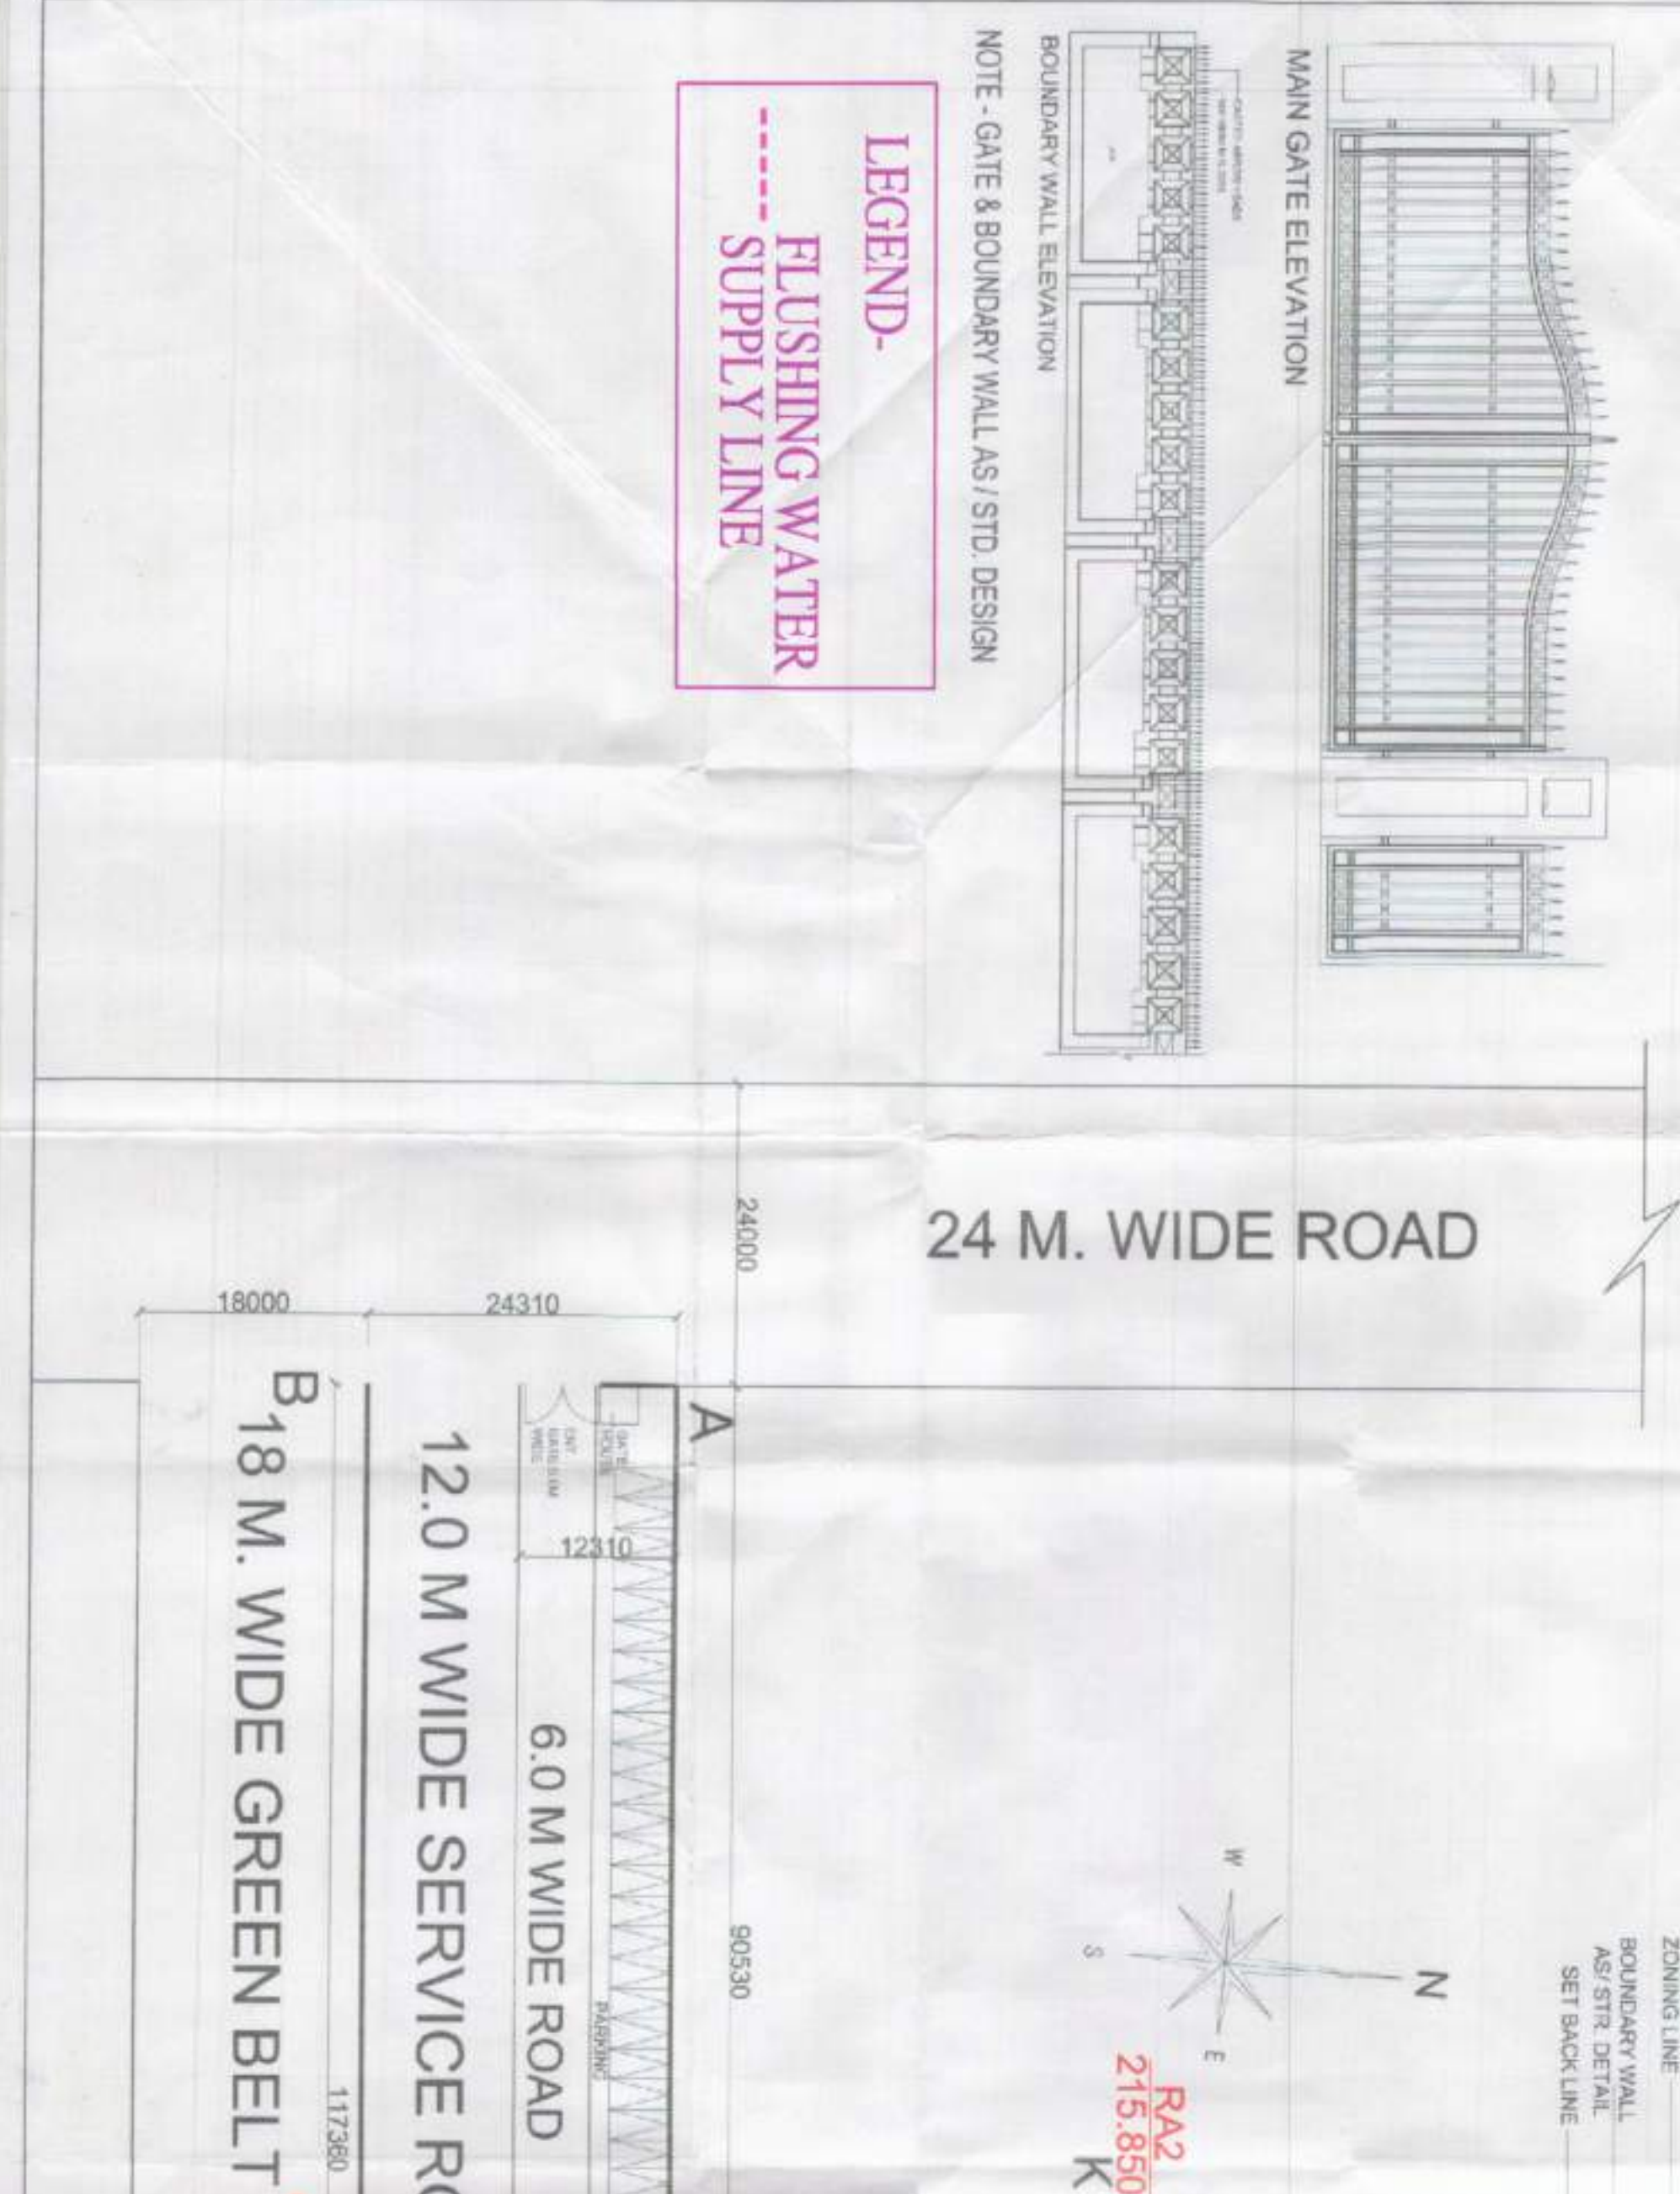 MAIN GATE ELEVATION
BOUNDARY WALL ELEVATION
NOTE - GATE & BOUNDARY WALL AS / STD. DESIGN
LEGEND-
----- FLUSHING WATER
SUPPLY LINE
24 M. WIDE ROAD
24000
18000
24310
A
B
GATE
HOUSE
WIDE
12310
12.0 M WIDE SERVICE RO
18 M. WIDE GREEN BELT
6.0 M WIDE ROAD
PARKING
90530
117360
N
W
S
E
RA2
215.850
K
ZONING LINE
BOUNDARY WALL
AS/ STR. DETAIL
SET BACK LINE